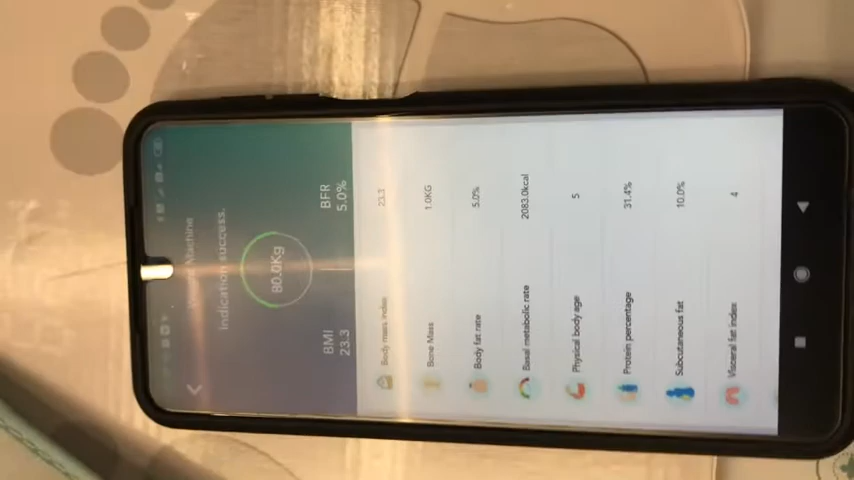 Weight Machine
indication success.
80.0Kg
BMI
23.3
BFR
5.0%
Body mass index 23.3
Bone Mass 1.0KG
Body fat rate 5.0%
Basal metabolic rate 2083.0kcal
Physical body age 5
Protein percentage 31.4%
Subcutaneous fat 10.0%
Visceral fat index 4